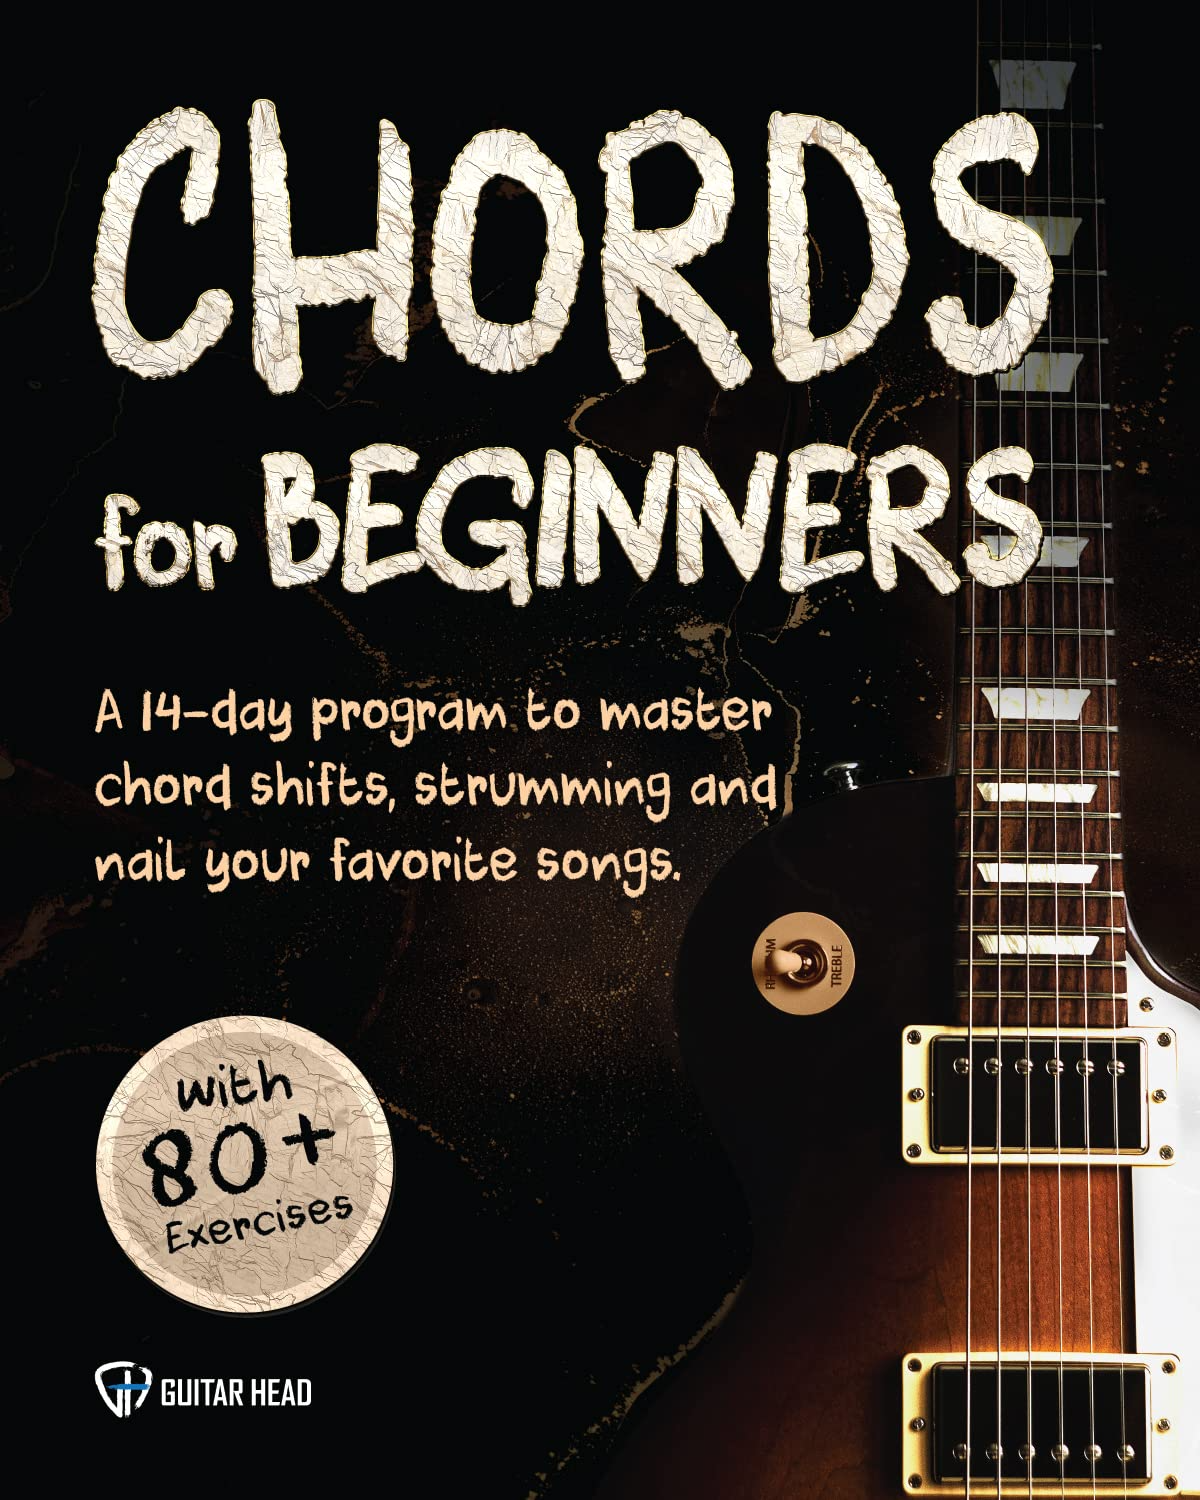 CHORDS
for BEGINNERS
A 14-day program to master
chord shifts, strumming and
nail your favorite songs.
TREBLE
with
80+
Exercises
GUITAR HEAD